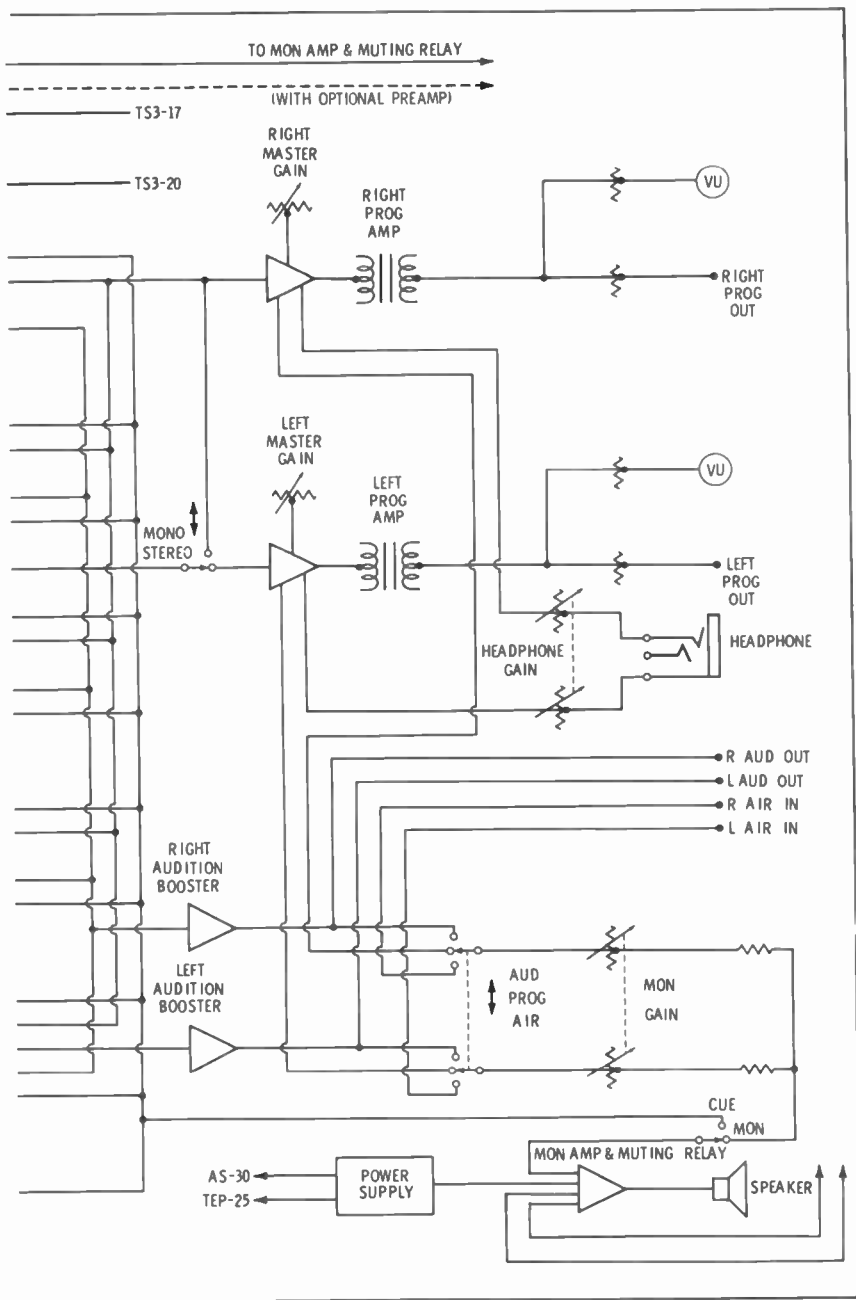 TO MON AMP & MUTING RELAY
(WITH OPTIONAL PREAMP)
TS3-17
TS3-20
RIGHT
MASTER
GAIN
RIGHT
PROG
AMP
VU
RIGHT
PROG
OUT
LEFT
MASTER
GAIN
LEFT
PROG
AMP
VU
MONO
STEREO
LEFT
PROG
OUT
HEADPHONE
GAIN
HEADPHONE
R AUD OUT
L AUD OUT
R AIR IN
L AIR IN
RIGHT
AUDITION
BOOSTER
LEFT
AUDITION
BOOSTER
AUD
PROG
AIR
MON
GAIN
CUE
MON
MON AMP & MUTING RELAY
AS-30
TEP-25
POWER
SUPPLY
SPEAKER